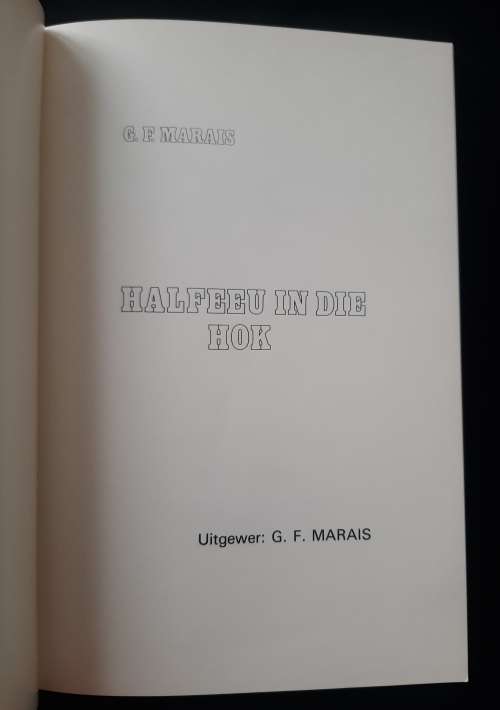 G. F. MARAIS
HALFEEU IN DIE
HOK
Uitgewer: G. F. MARAIS